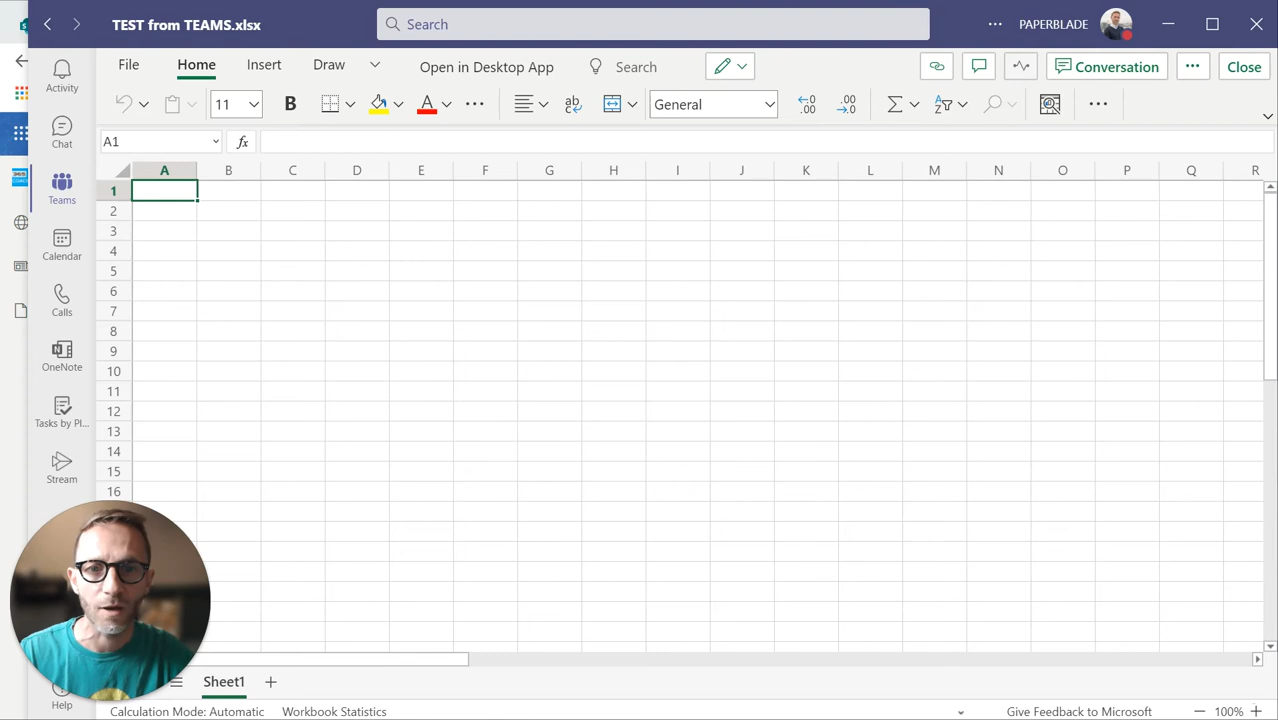 TEST from TEAMS.xlsx
Search
PAPERBLADE
File
Home
Insert
Draw
Open in Desktop App
Search
Conversation
Close
11
B
A
ab
General
.00
.00
A1
fx
A B C D E F G H I J K L M N O P Q R
1
2
3
4
5
6
7
8
9
10
11
12
13
14
15
16
Activity
Chat
Teams
Calendar
Calls
OneNote
Tasks by Pl...
Stream
Help
Sheet1
Calculation Mode: Automatic
Workbook Statistics
Give Feedback to Microsoft
100%